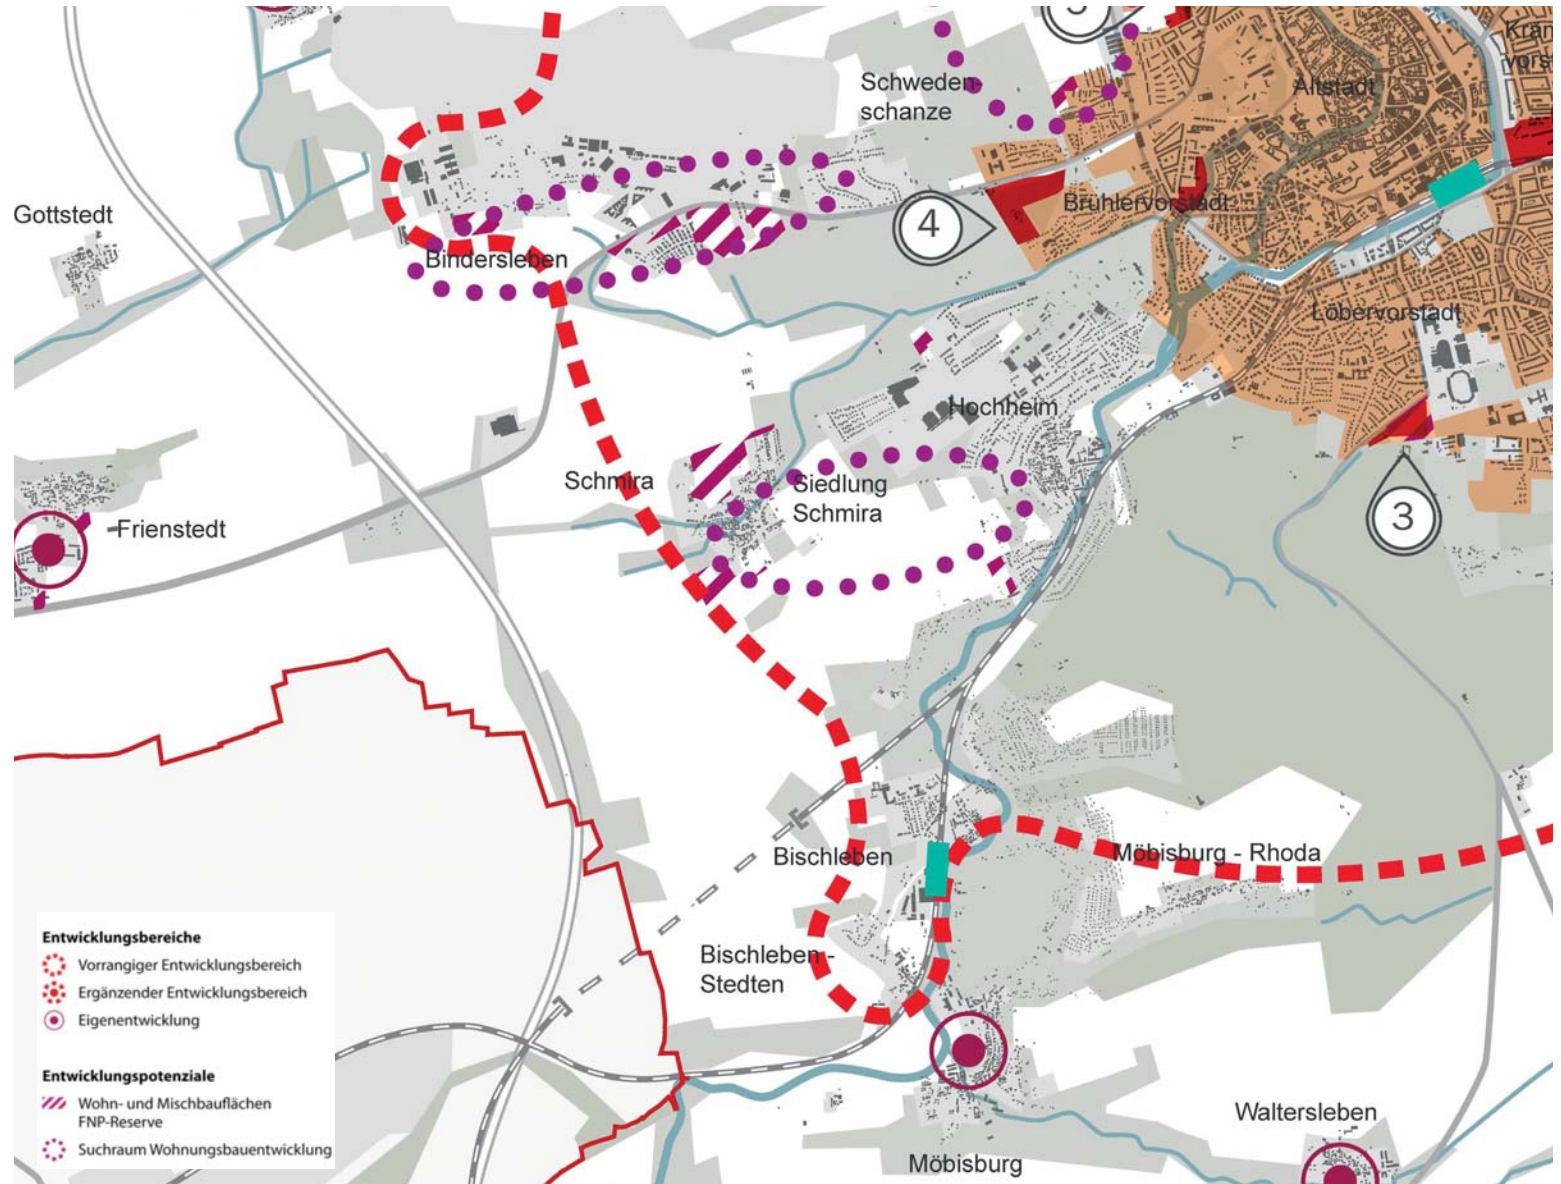 Schweden-
schanze
Altstadt
Gottstedt
4
Brühlervorstadt
Bindersleben
Löbervorstadt
Hochheim
Schmira
Siedlung
Schmira
Frienstedt
3
Bischleben
Möbisburg - Rhoda
Bischleben -
Stedten
Waltersleben
Möbisburg
Entwicklungsbereiche
Vorrangiger Entwicklungsbereich
Ergänzender Entwicklungsbereich
Eigenentwicklung
Entwicklungspotenziale
Wohn- und Mischbauflächen
FNP-Reserve
Suchraum Wohnungsbauentwicklung